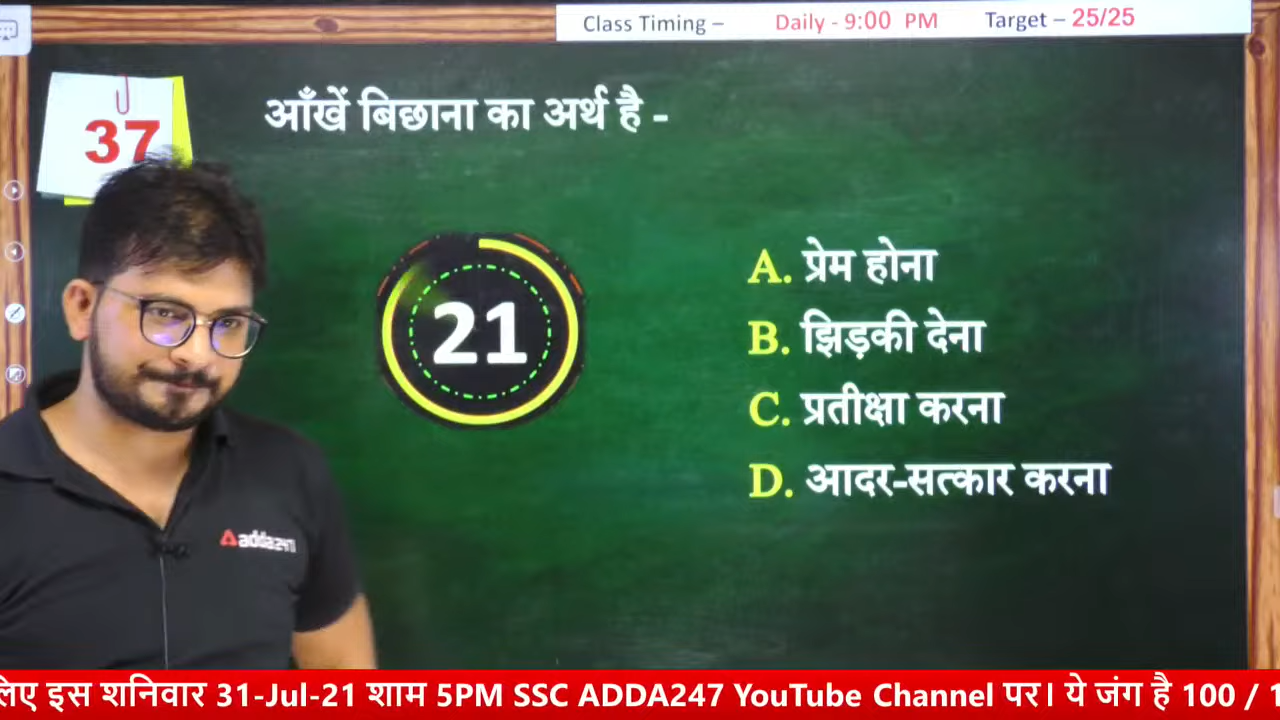 Class Timing – Daily - 9:00 PM Target – 25/25
37
आँखें बिछाना का अर्थ है -
21
A. प्रेम होना
B. झिड़की देना
C. प्रतीक्षा करना
D. आदर-सत्कार करना
adda247
लिए इस शनिवार 31-Jul-21 शाम 5PM SSC ADDA247 YouTube Channel पर। ये जंग है 100 / 1